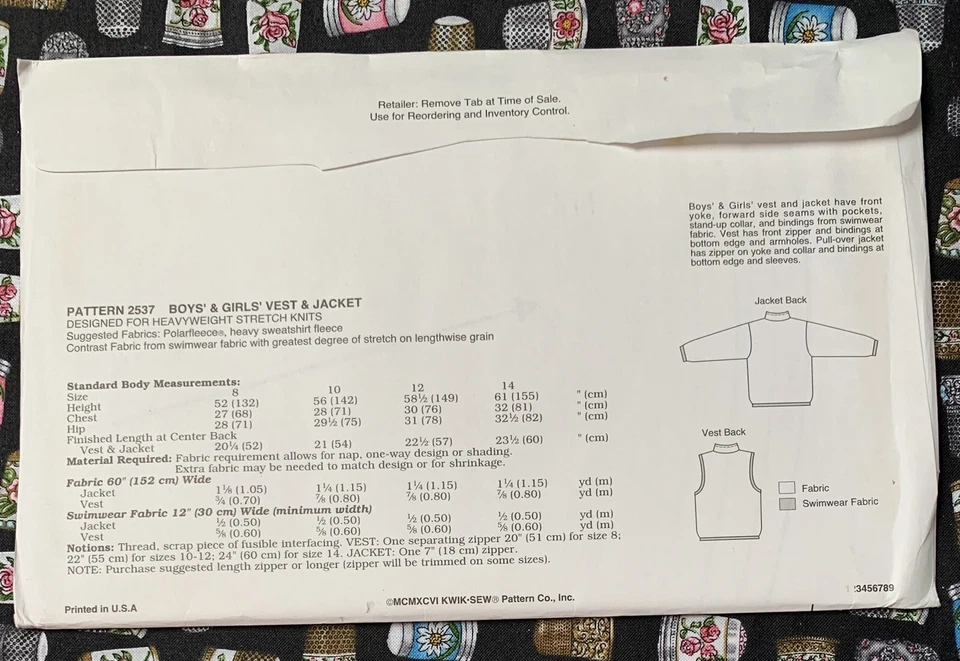 Retailer: Remove Tab at Time of Sale.
Use for Reordering and Inventory Control.
Boys' & Girls' vest and jacket have front
yoke, forward side seams with pockets,
stand-up collar, and bindings from swimwear
fabric. Vest has front zipper and bindings at
bottom edge and armholes. Pull-over jacket
has zipper on yoke and collar and bindings at
bottom edge and sleeves.
PATTERN 2537 BOYS' & GIRLS' VEST & JACKET
DESIGNED FOR HEAVYWEIGHT STRETCH KNITS
Suggested Fabrics: Polarfleece®, heavy sweatshirt fleece
Contrast Fabric from swimwear fabric with greatest degree of stretch on lengthwise grain
Jacket Back
Standard Body Measurements:
Size 8 10 12 14
Height 52 (132) 56 (142) 58½ (149) 61 (155) " (cm)
Chest 27 (68) 28 (71) 30 (76) 32 (81) " (cm)
Hip 28 (71) 29½ (75) 31 (78) 32½ (82) " (cm)
Finished Length at Center Back
Vest & Jacket 20¼ (52) 21 (54) 22½ (57) 23½ (60) " (cm)
Material Required: Fabric requirement allows for nap, one-way design or shading.
Extra fabric may be needed to match design or for shrinkage.
Fabric 60" (152 cm) Wide
Jacket 1⅛ (1.05) 1¼ (1.15) 1¼ (1.15) 1¼ (1.15) yd (m)
Vest ¾ (0.70) ⅞ (0.80) ⅞ (0.80) ⅞ (0.80) yd (m)
Swimwear Fabric 12" (30 cm) Wide (minimum width)
Jacket ½ (0.50) ½ (0.50) ½ (0.50) ½ (0.50) yd (m)
Vest ⅝ (0.60) ⅝ (0.60) ⅝ (0.60) ⅝ (0.60) yd (m)
Notions: Thread, scrap piece of fusible interfacing. VEST: One separating zipper 20" (51 cm) for size 8;
22" (55 cm) for sizes 10-12; 24" (60 cm) for size 14. JACKET: One 7" (18 cm) zipper.
NOTE: Purchase suggested length zipper or longer (zipper will be trimmed on some sizes).
Vest Back
Fabric
Swimwear Fabric
Printed in U.S.A
©MCMXCVI KWIK•SEW® Pattern Co., Inc.
3456789